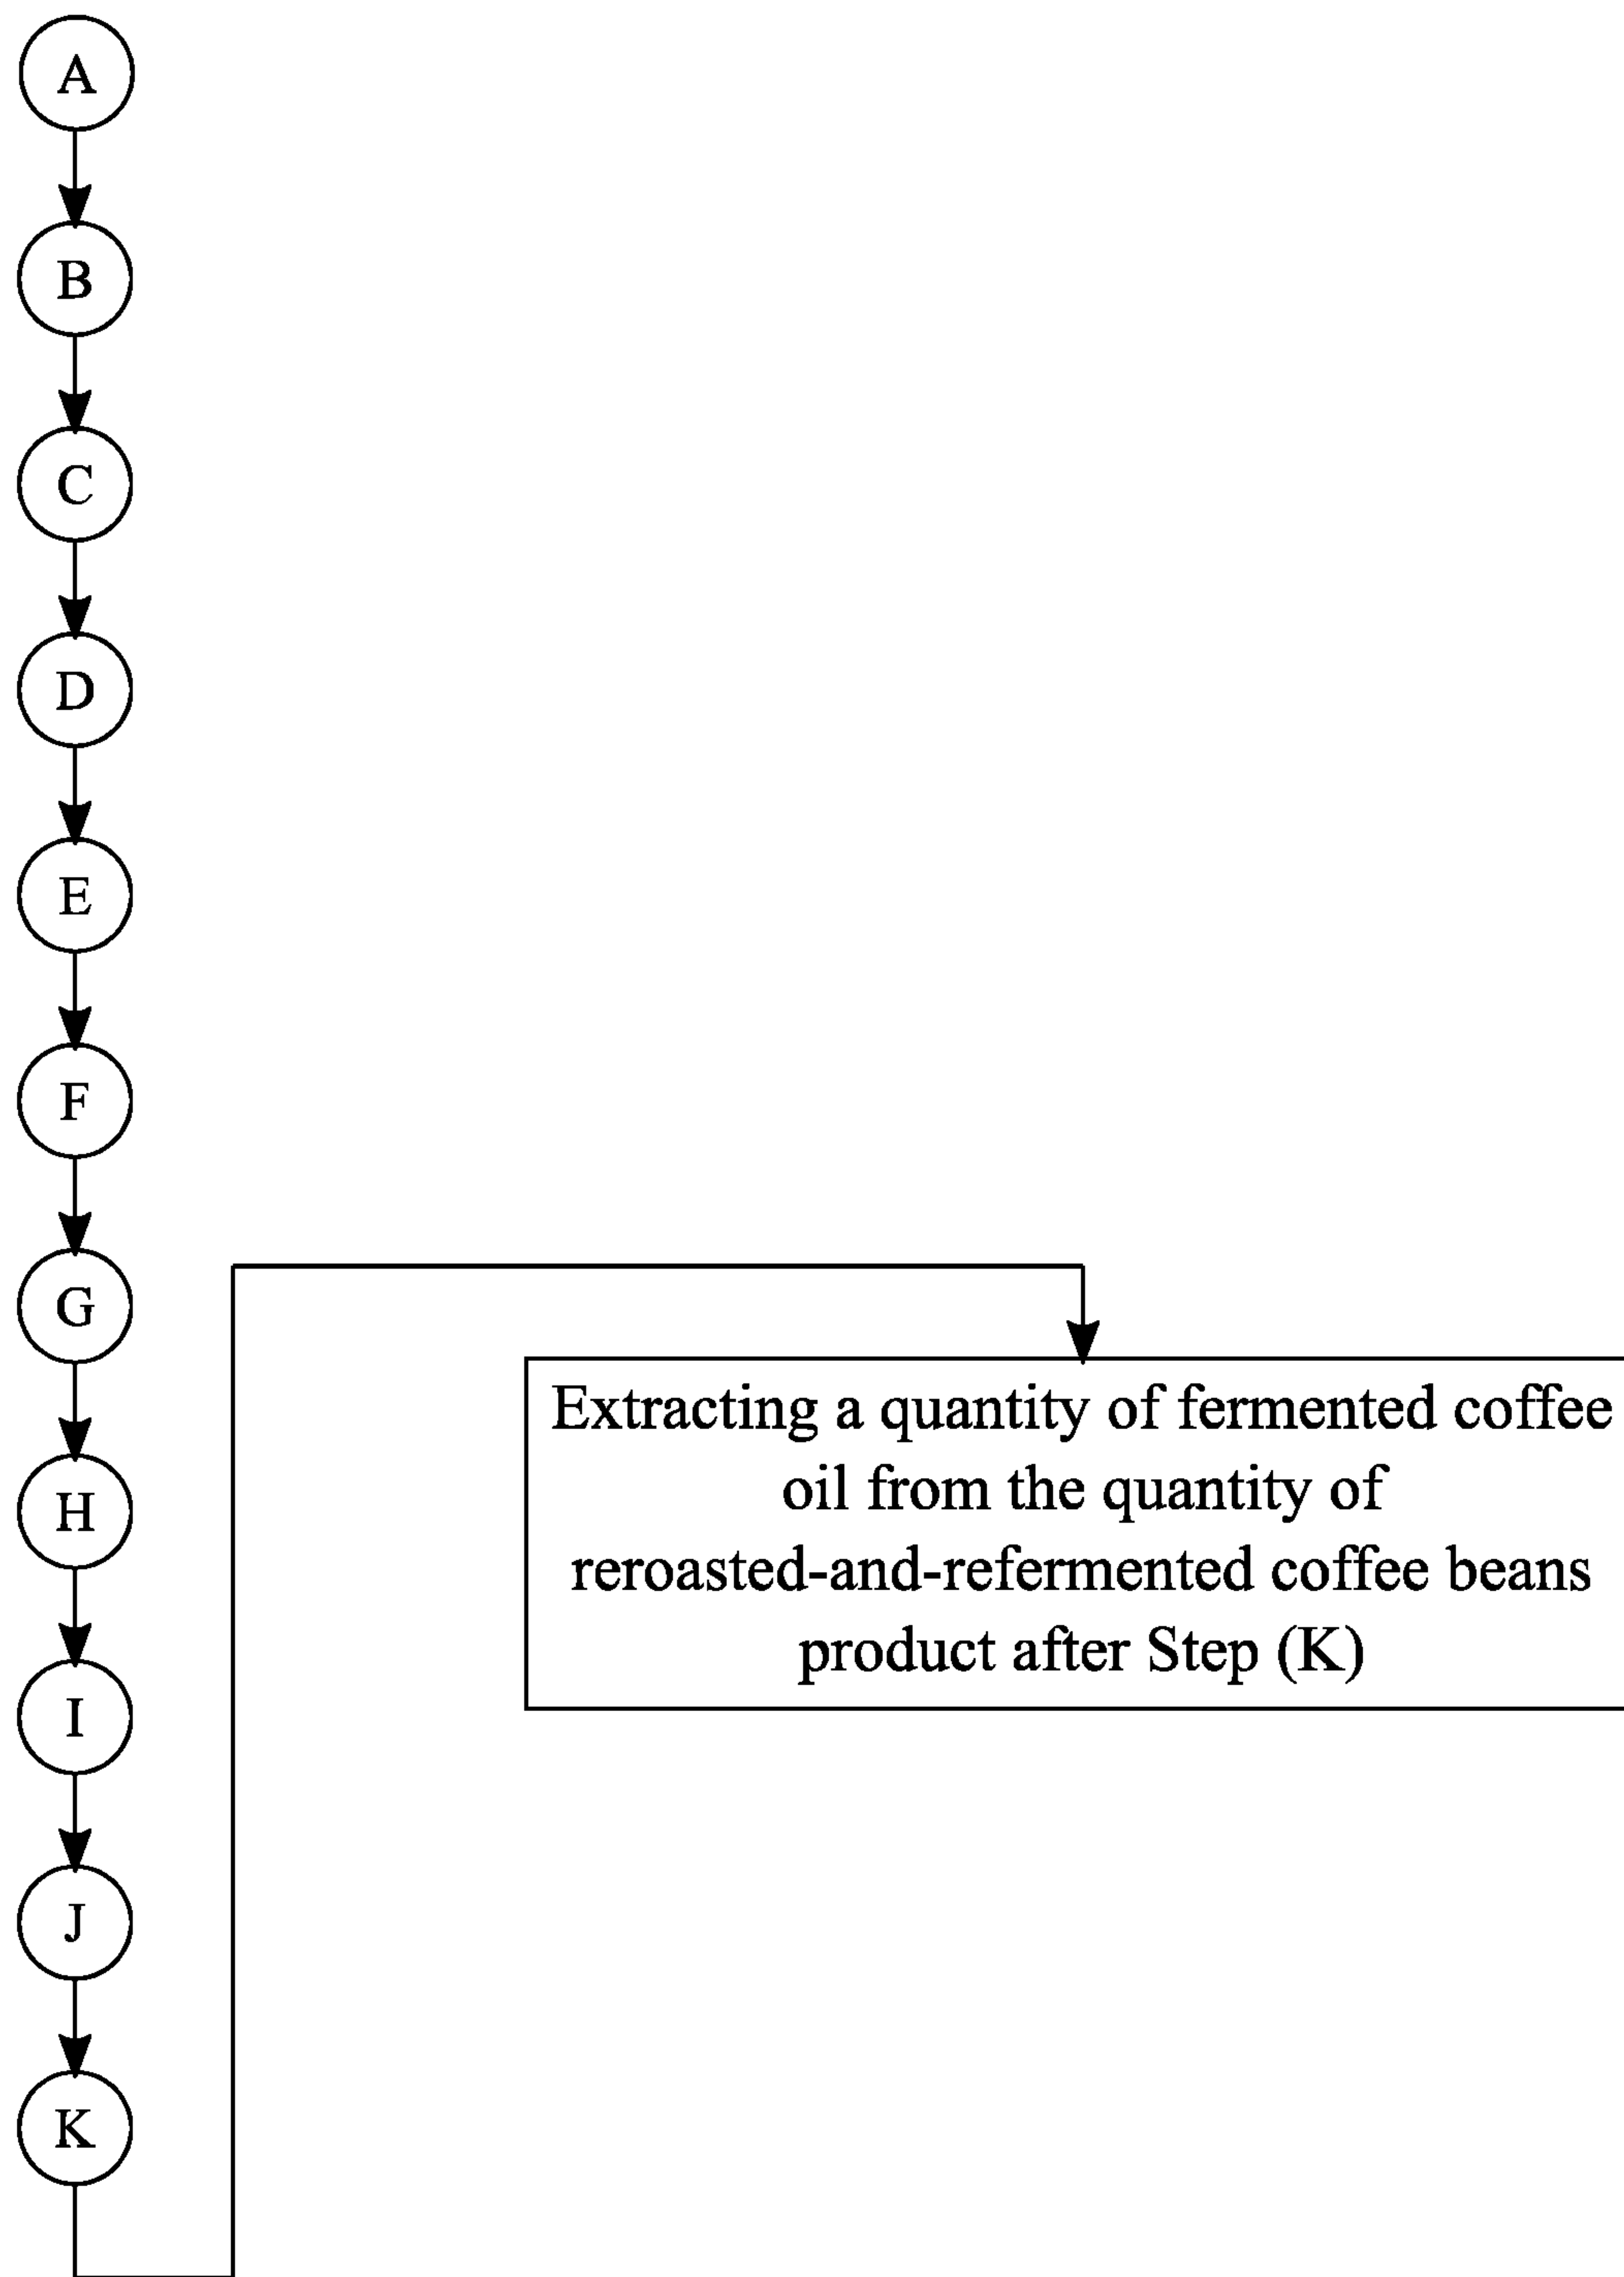 A
B
C
D
E
F
G
H
I
J
K
Extracting a quantity of fermented coffee
oil from the quantity of
reroasted-and-refermented coffee beans
product after Step (K)